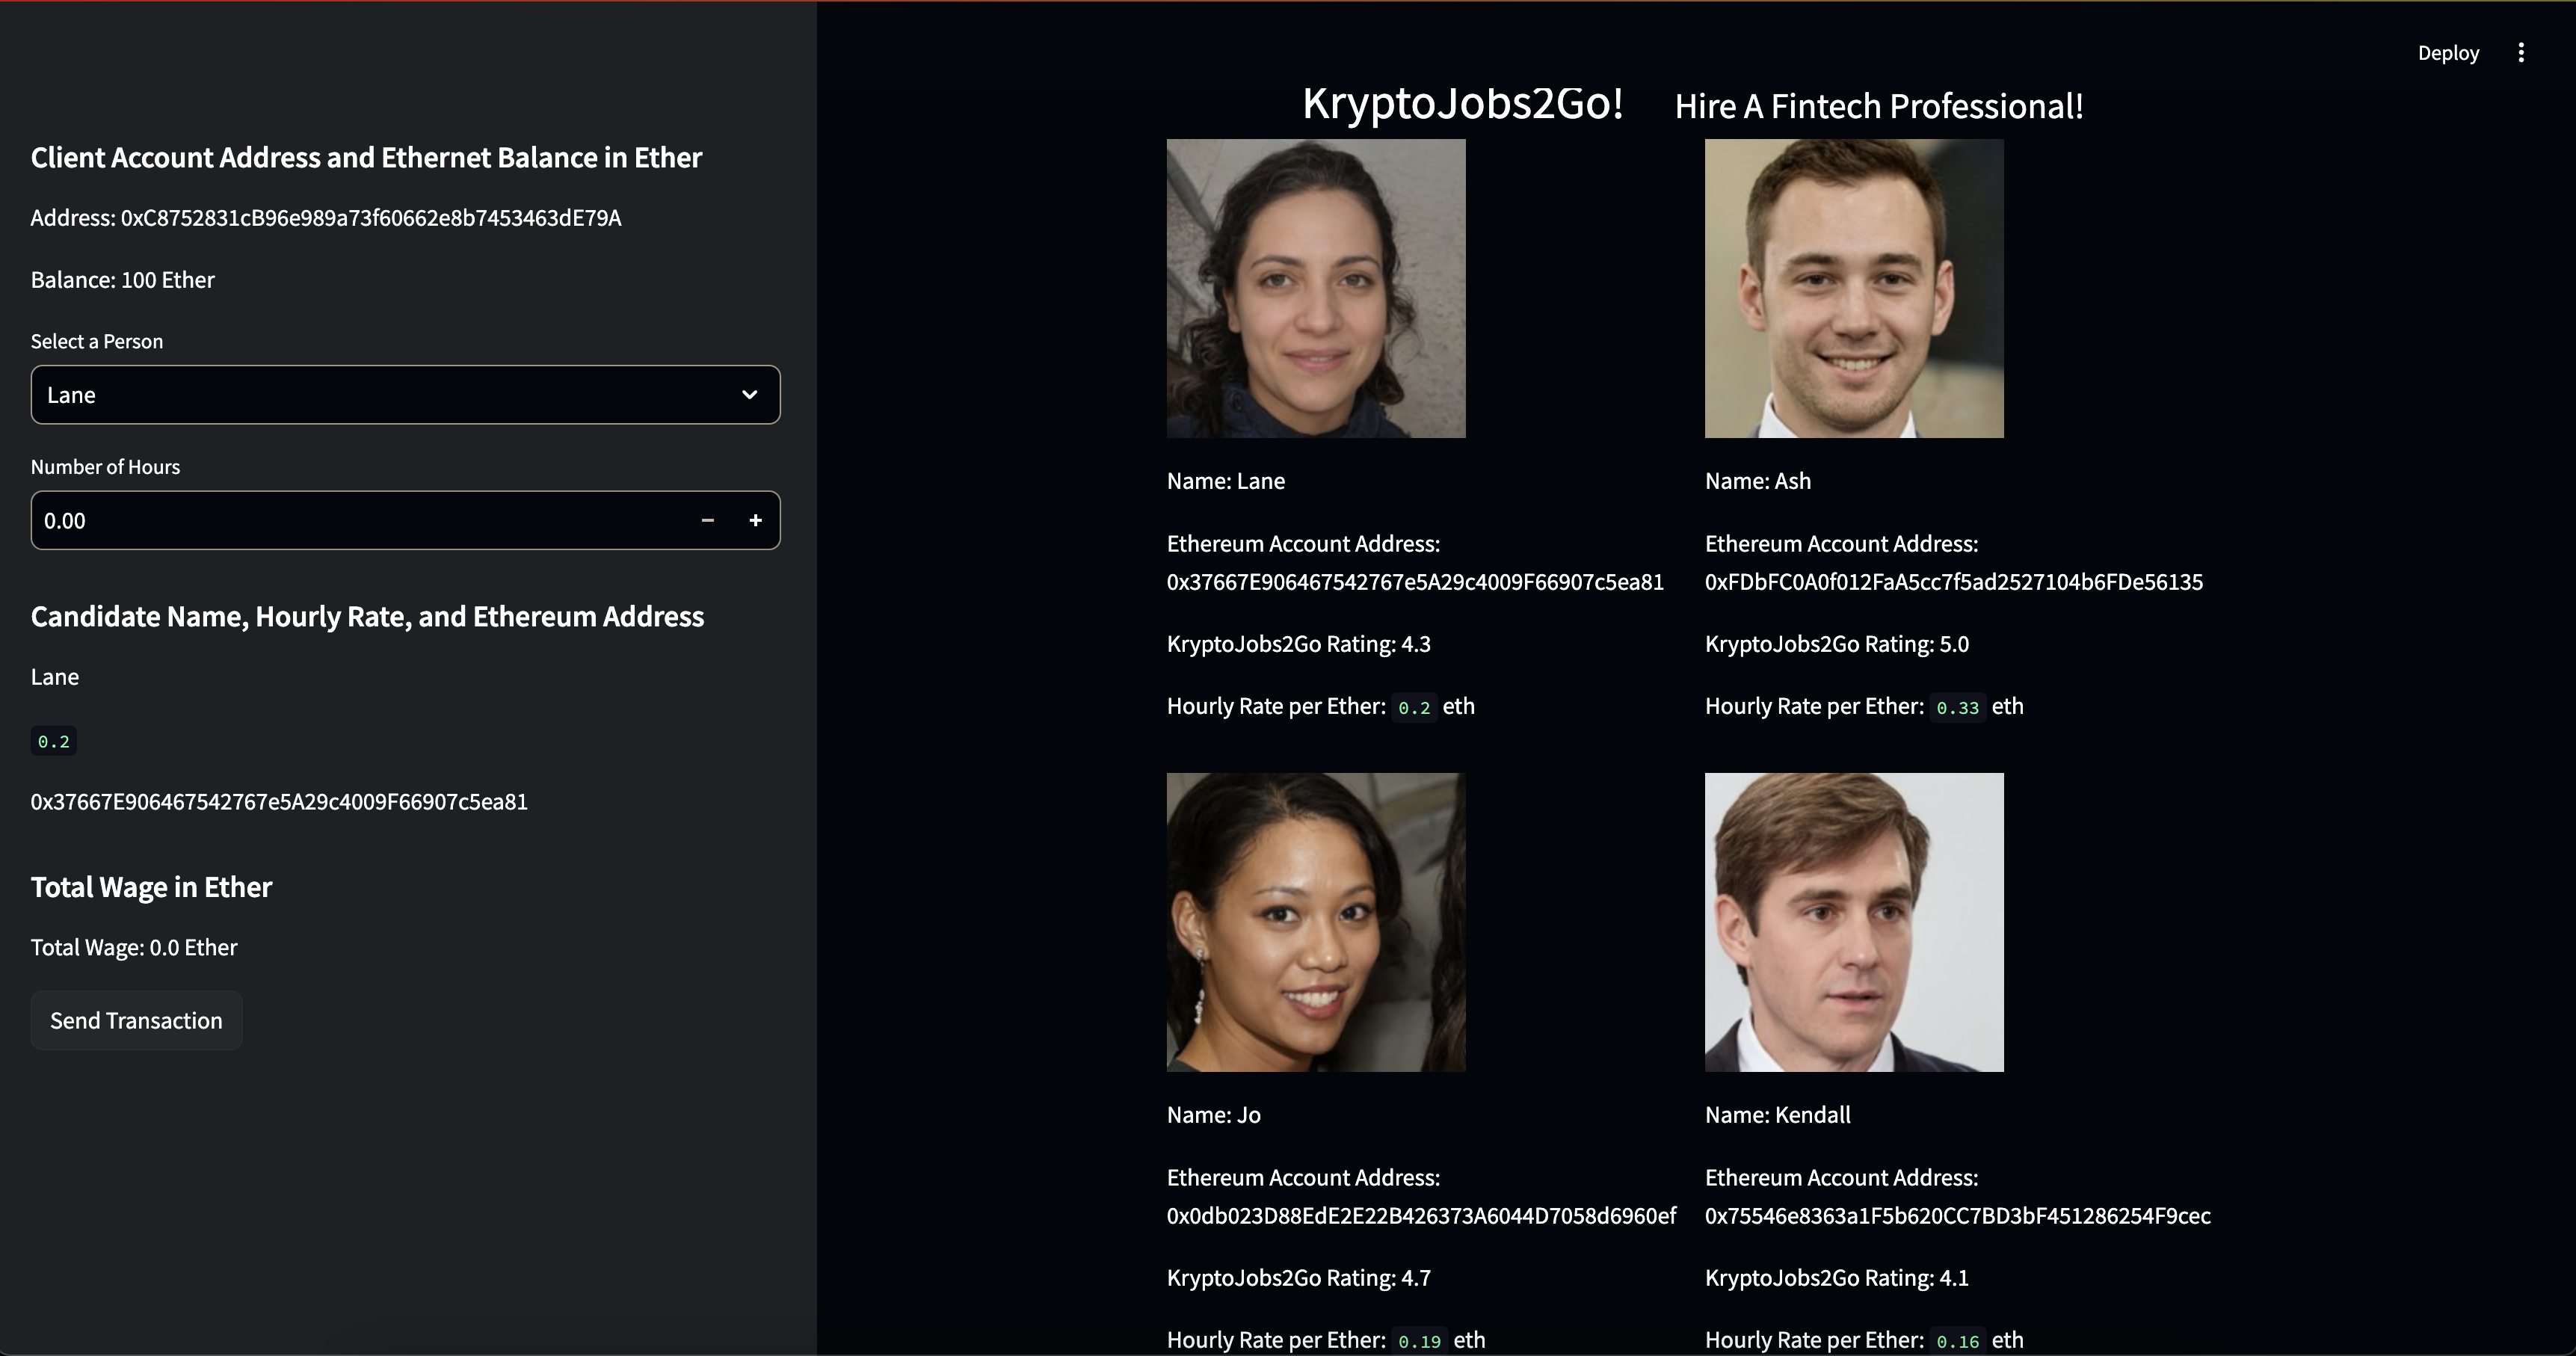 Deploy
Client Account Address and Ethernet Balance in Ether
Address: 0xC8752831cB96e989a73f60662e8b7453463dE79A
Balance: 100 Ether
Select a Person
Lane
Number of Hours
0.00
Candidate Name, Hourly Rate, and Ethereum Address
Lane
0.2
0x37667E906467542767e5A29c4009F66907c5ea81
Total Wage in Ether
Total Wage: 0.0 Ether
Send Transaction
KryptoJobs2Go!
Hire A Fintech Professional!
Name: Lane
Ethereum Account Address:
0x37667E906467542767e5A29c4009F66907c5ea81
KryptoJobs2Go Rating: 4.3
Hourly Rate per Ether: 0.2 eth
Name: Ash
Ethereum Account Address:
0xFDbFC0A0f012FaA5cc7f5ad2527104b6FDe56135
KryptoJobs2Go Rating: 5.0
Hourly Rate per Ether: 0.33 eth
Name: Jo
Ethereum Account Address:
0x0db023D88EdE2E22B426373A6044D7058d6960ef
KryptoJobs2Go Rating: 4.7
Hourly Rate per Ether: 0.19 eth
Name: Kendall
Ethereum Account Address:
0x75546e8363a1F5b620CC7BD3bF451286254F9cec
KryptoJobs2Go Rating: 4.1
Hourly Rate per Ether: 0.16 eth